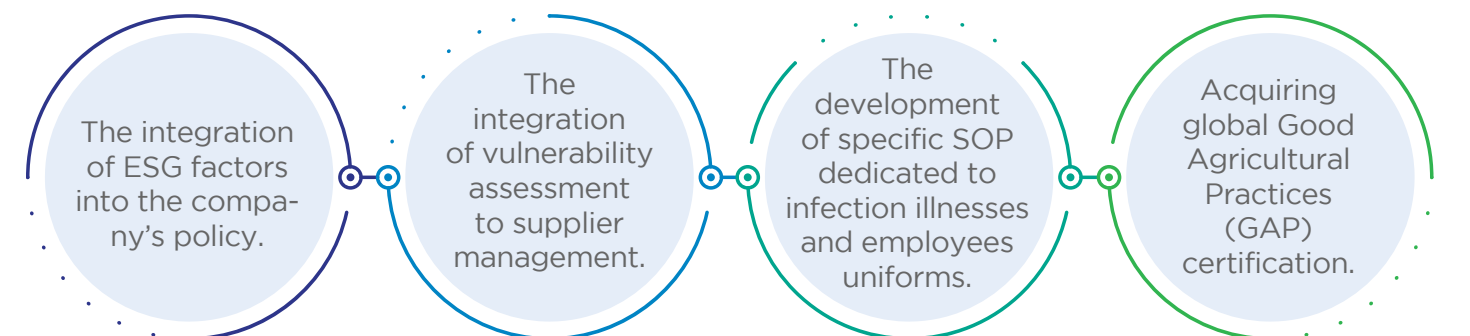 The integration
of ESG factors
into the compa-
ny's policy.
The
integration
of vulnerability
assessment
to supplier
management.
The
development
of specific SOP
dedicated to
infection illnesses
and employees
uniforms.
Acquiring
global Good
Agricultural
Practices
(GAP)
certification.